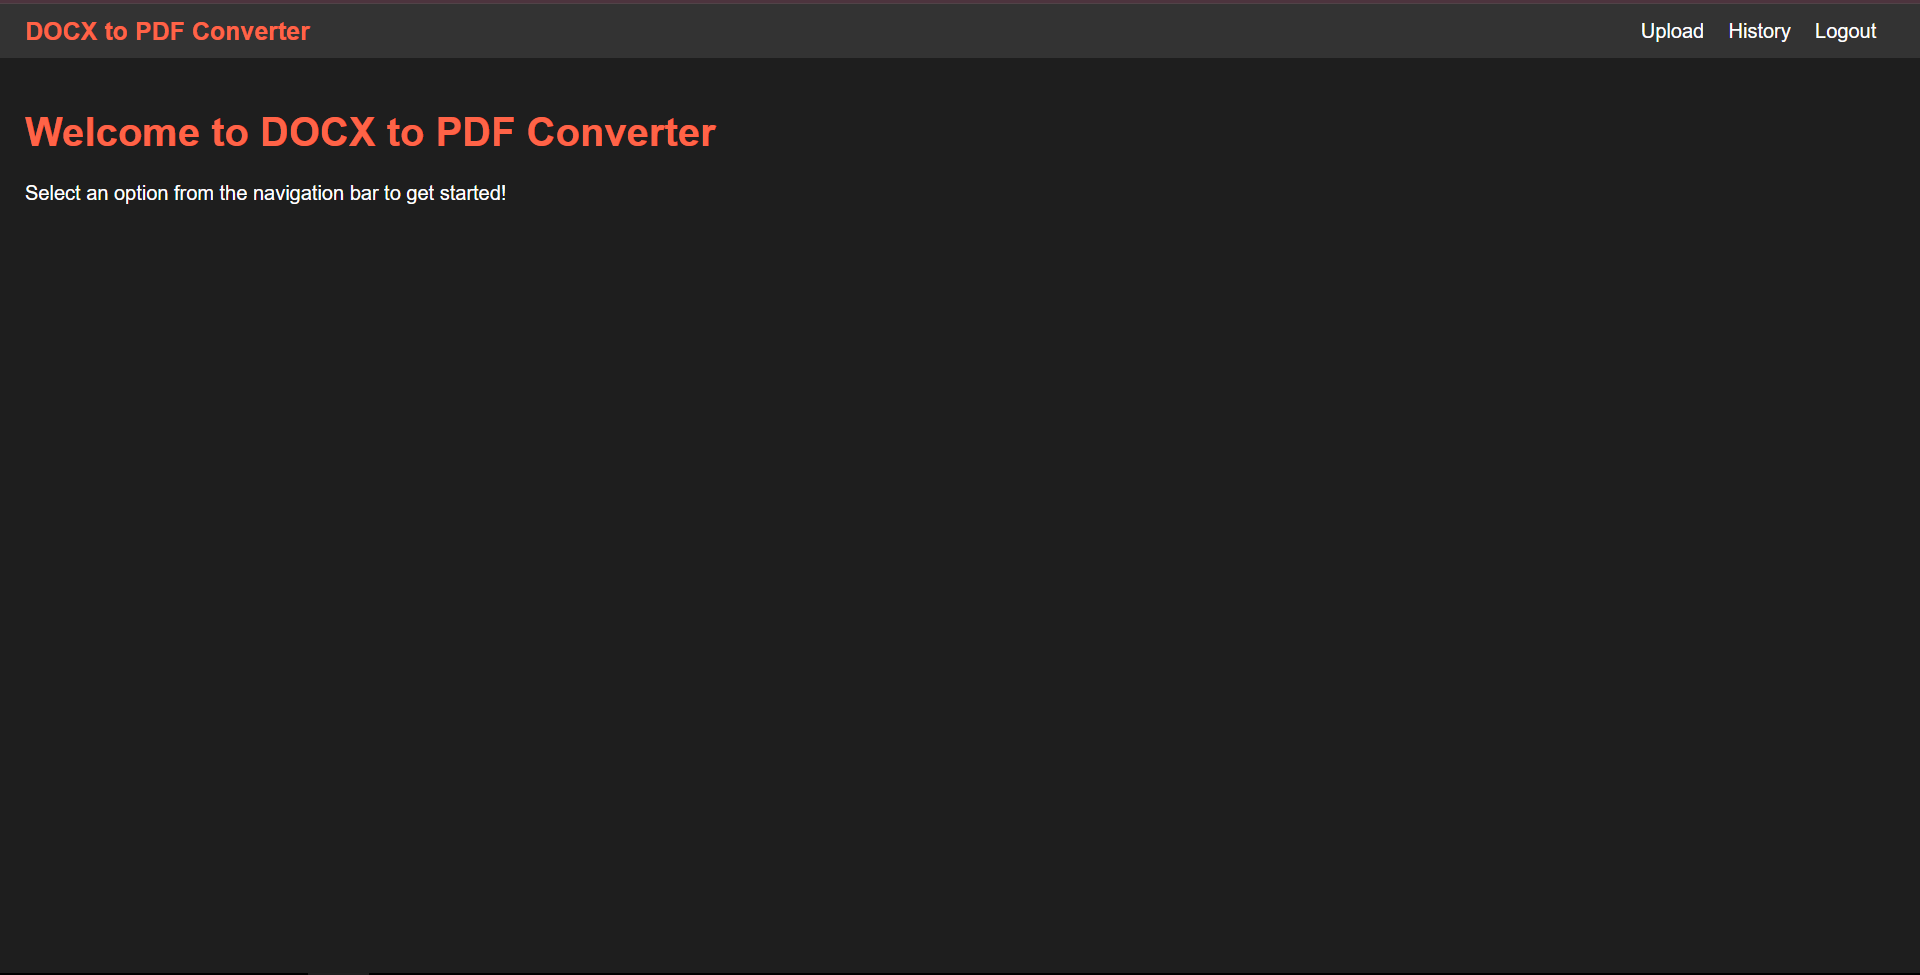 DOCX to PDF Converter
Upload History Logout
Welcome to DOCX to PDF Converter
Select an option from the navigation bar to get started!